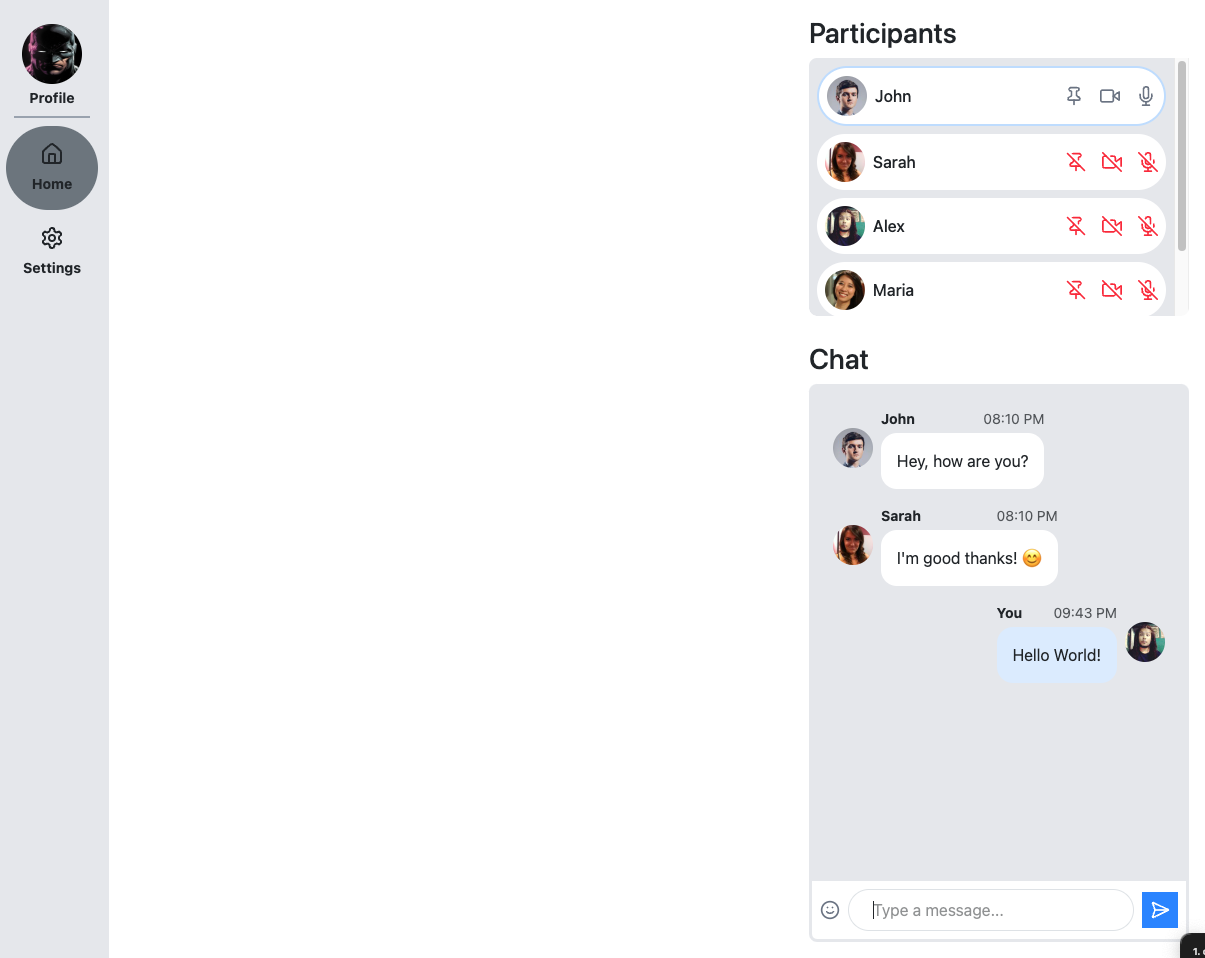 Profile
Home
Settings
Participants
John
Sarah
Alex
Maria
Chat
John 08:10 PM
Hey, how are you?
Sarah 08:10 PM
I'm good thanks! 😊
You 09:43 PM
Hello World!
Type a message...
1.